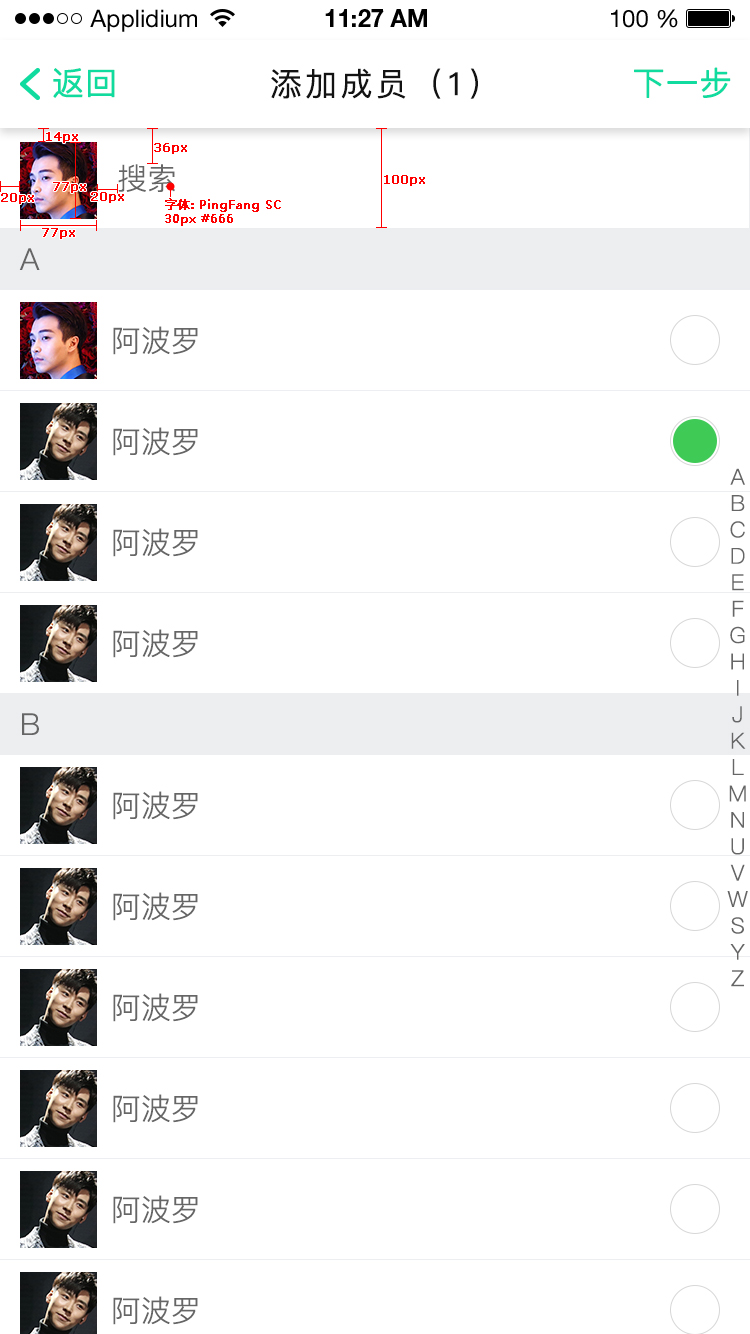 Applidium 11:27 AM 100 %
返回 添加成员（1） 下一步
14px
36px
搜索
77px
100px
20px
20px
字体: PingFang SC
30px #666
77px
A
阿波罗
阿波罗
阿波罗
阿波罗
B
阿波罗
阿波罗
阿波罗
阿波罗
阿波罗
阿波罗
A
B
C
D
E
F
G
H
I
J
K
L
M
N
U
V
W
S
Y
Z